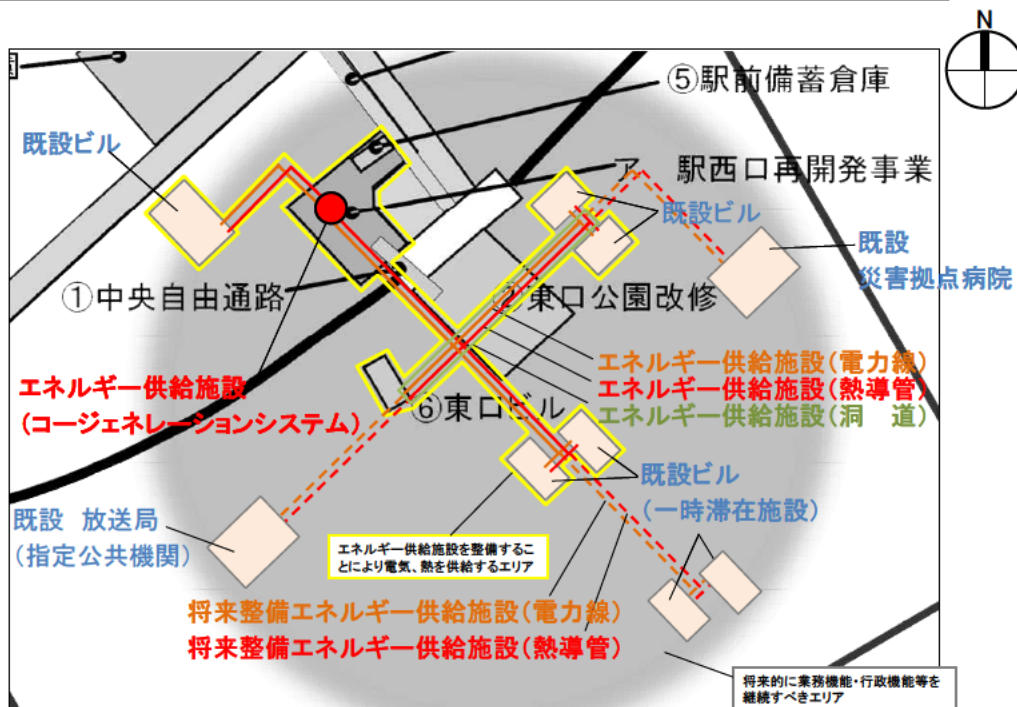 N
⑤駅前備蓄倉庫
既設ビル
ア 駅西口再開発事業
既設ビル
既設
災害拠点病院
①中央自由通路
②東口公園改修
エネルギー供給施設(電力線)
エネルギー供給施設(熱導管)
エネルギー供給施設(洞　道)
エネルギー供給施設
(コージェネレーションシステム)
⑥東口ビル
既設ビル
(一時滞在施設)
既設 放送局
(指定公共機関)
エネルギー供給施設を整備するこ
とにより電気、熱を供給するエリア
将来整備エネルギー供給施設(電力線)
将来整備エネルギー供給施設(熱導管)
将来的に業務機能・行政機能等を
継続すべきエリア